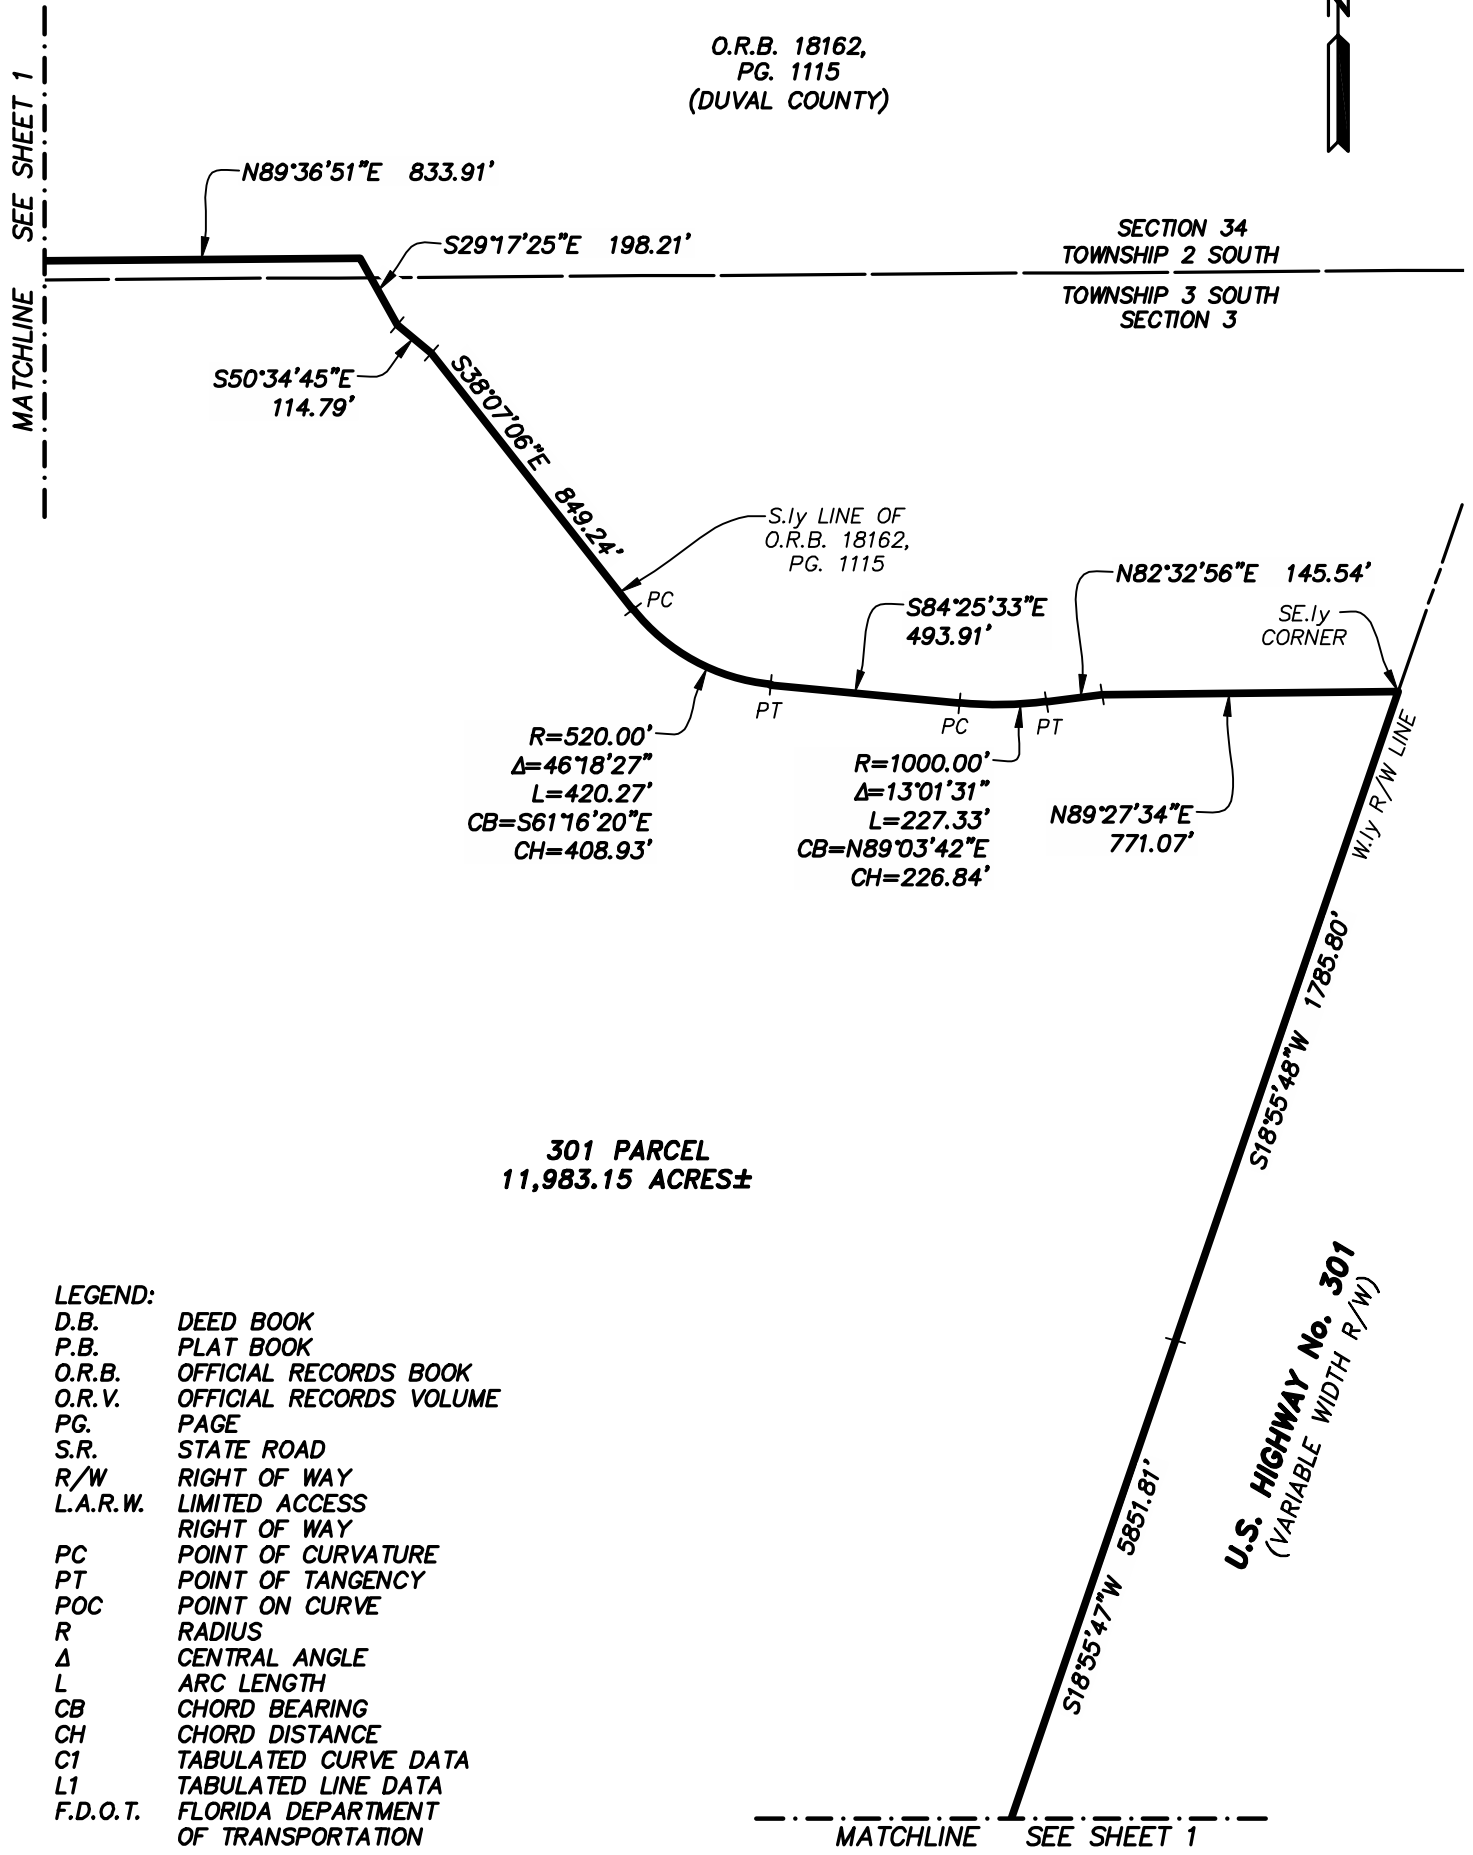 N
O.R.B. 18162,
PG. 1115
(DUVAL COUNTY)
MATCHLINE SEE SHEET 1
N89°36'51"E 833.91'
S29°17'25"E 198.21'
SECTION 34
TOWNSHIP 2 SOUTH
TOWNSHIP 3 SOUTH
SECTION 3
S50°34'45"E
114.79'
S38°07'06"E 849.24'
S.ly LINE OF
O.R.B. 18162,
PG. 1115
PC
N82°32'56"E 145.54'
S84°25'33"E
493.91'
SE.ly
CORNER
PT
PC
PT
R=520.00'
Δ=46°18'27"
L=420.27'
CB=S61°16'20"E
CH=408.93'
R=1000.00'
Δ=13°01'31"
L=227.33'
CB=N89°03'42"E
CH=226.84'
N89°27'34"E
771.07'
W.ly R/W LINE
S18°55'48"W 1785.80'
301 PARCEL
11,983.15 ACRES±
U.S. HIGHWAY No. 301
(VARIABLE WIDTH R/W)
S18°55'47"W 5851.81'
LEGEND:
D.B. DEED BOOK
P.B. PLAT BOOK
O.R.B. OFFICIAL RECORDS BOOK
O.R.V. OFFICIAL RECORDS VOLUME
PG. PAGE
S.R. STATE ROAD
R/W RIGHT OF WAY
L.A.R.W. LIMITED ACCESS
RIGHT OF WAY
PC POINT OF CURVATURE
PT POINT OF TANGENCY
POC POINT ON CURVE
R RADIUS
Δ CENTRAL ANGLE
L ARC LENGTH
CB CHORD BEARING
CH CHORD DISTANCE
C1 TABULATED CURVE DATA
L1 TABULATED LINE DATA
F.D.O.T. FLORIDA DEPARTMENT
OF TRANSPORTATION
MATCHLINE SEE SHEET 1